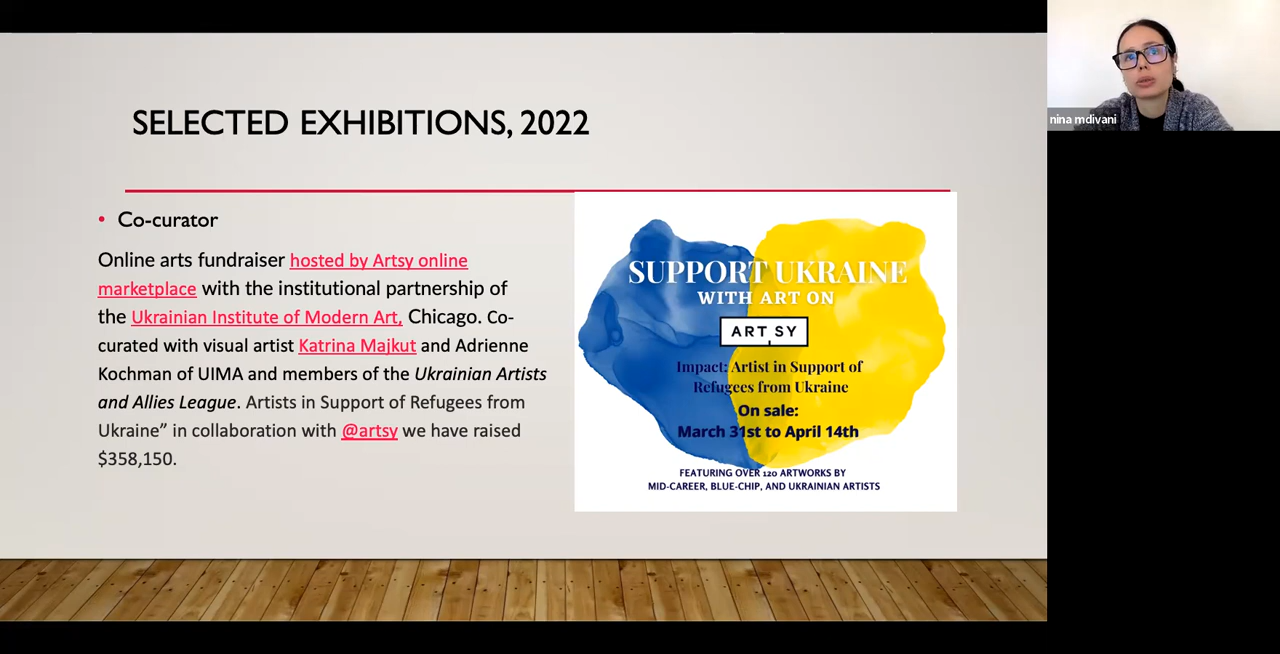 SELECTED EXHIBITIONS, 2022
• Co-curator
Online arts fundraiser hosted by Artsy online
marketplace with the institutional partnership of
the Ukrainian Institute of Modern Art, Chicago. Co-
curated with visual artist Katrina Majkut and Adrienne
Kochman of UIMA and members of the Ukrainian Artists
and Allies League. Artists in Support of Refugees from
Ukraine” in collaboration with @artsy we have raised
$358,150.
SUPPORT UKRAINE
WITH ART ON
ARTSY
Impact: Artist in Support of
Refugees from Ukraine
On sale:
March 31st to April 14th
FEATURING OVER 120 ARTWORKS BY
MID-CAREER, BLUE-CHIP, AND UKRAINIAN ARTISTS
nina mdivani